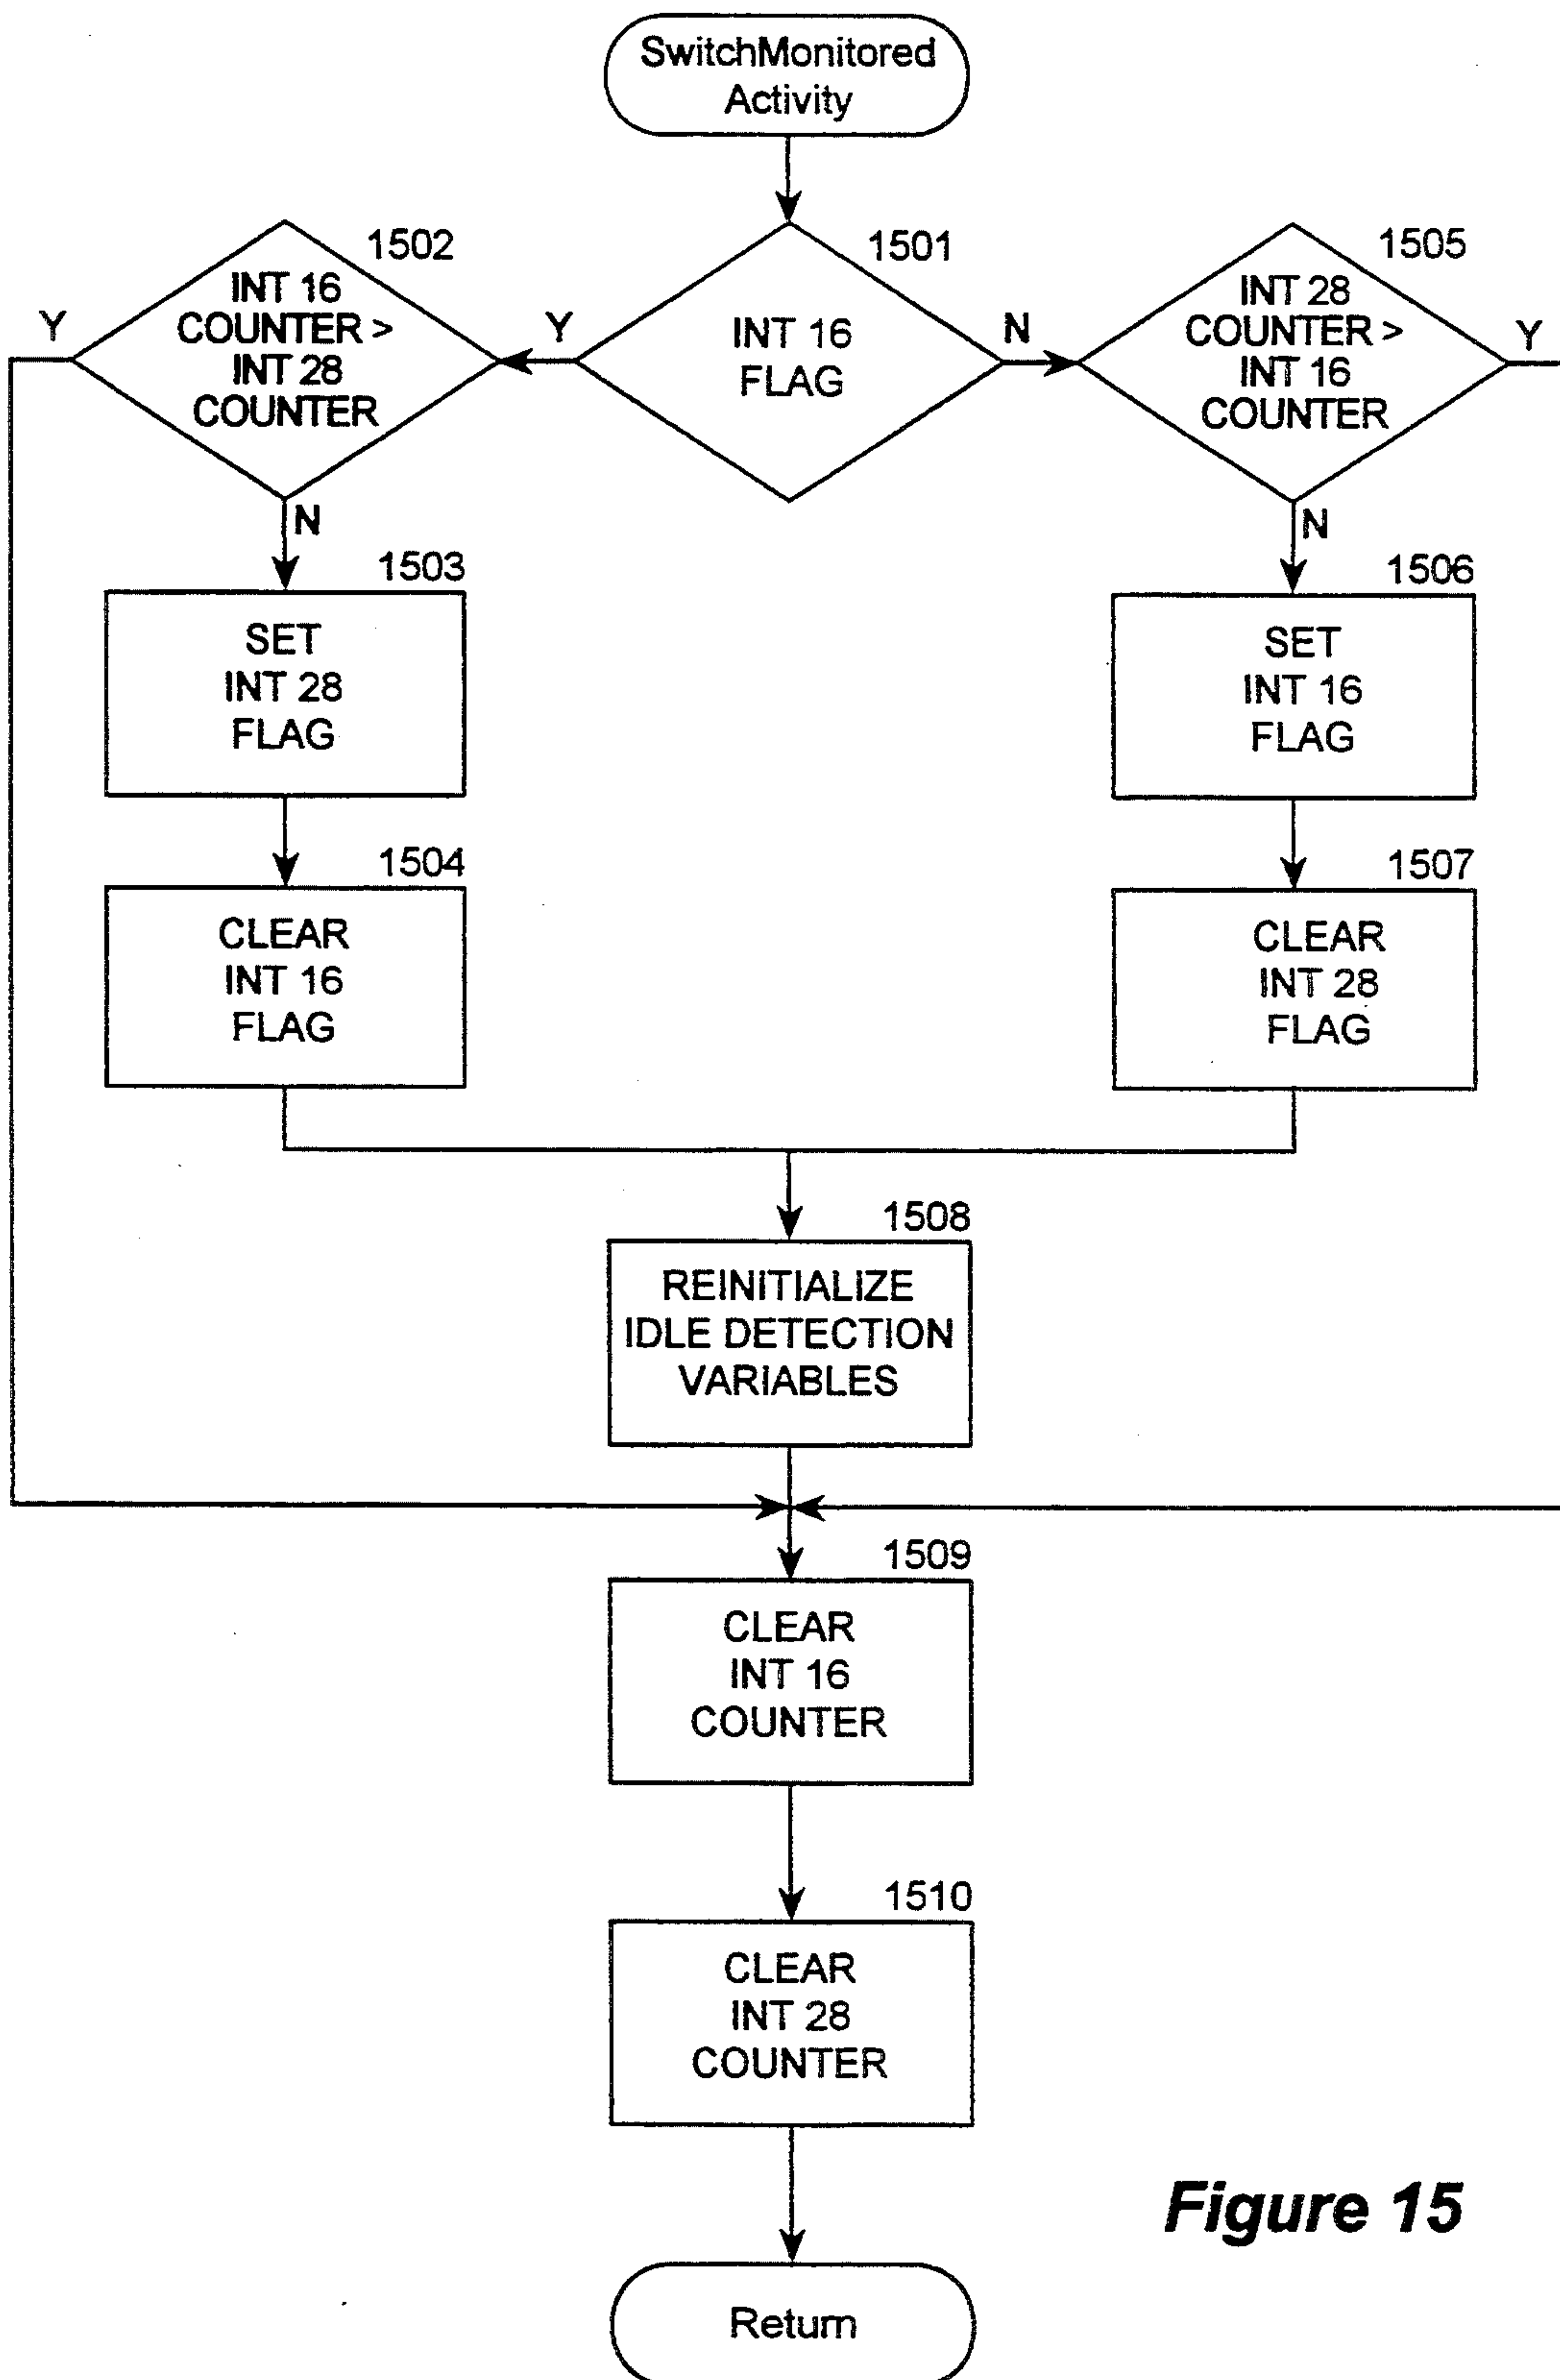 SwitchMonitored
Activity
1502
INT 16
COUNTER >
INT 28
COUNTER
Y
N
Y
1501
INT 16
FLAG
N
1505
INT 28
COUNTER >
INT 16
COUNTER
Y
N
1503
SET
INT 28
FLAG
1506
SET
INT 16
FLAG
1504
CLEAR
INT 16
FLAG
1507
CLEAR
INT 28
FLAG
1508
REINITIALIZE
IDLE DETECTION
VARIABLES
1509
CLEAR
INT 16
COUNTER
1510
CLEAR
INT 28
COUNTER
Return
Figure 15